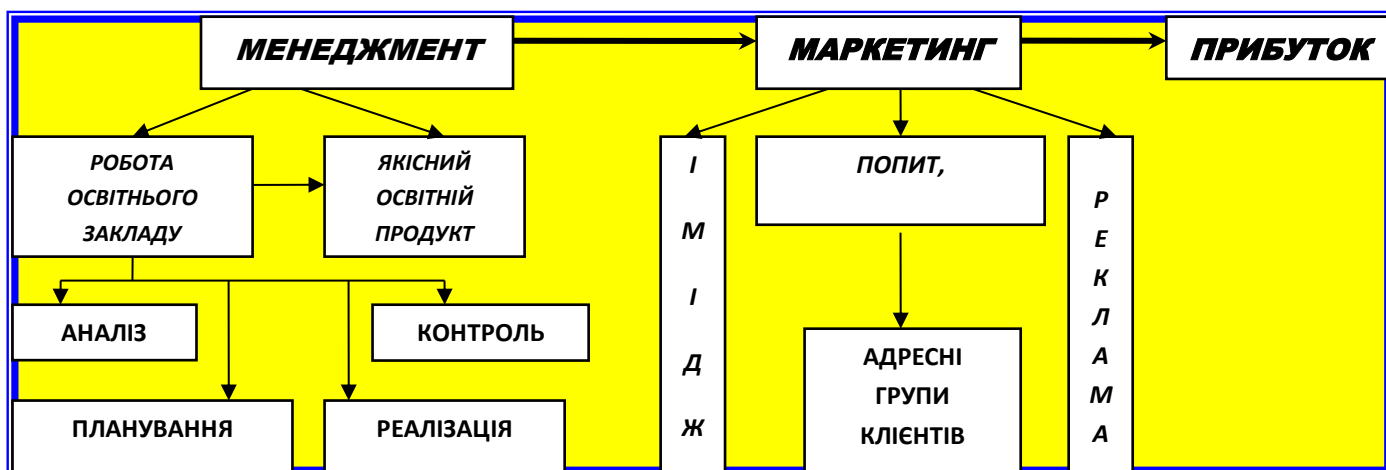 МЕНЕДЖМЕНТ
МАРКЕТИНГ
ПРИБУТОК
РОБОТА
ОСВІТНЬОГО
ЗАКЛАДУ
ЯКІСНИЙ
ОСВІТНІЙ
ПРОДУКТ
І
М
І
Д
Ж
ПОПИТ,
Р
Е
К
Л
А
М
А
АНАЛІЗ
КОНТРОЛЬ
ПЛАНУВАННЯ
РЕАЛІЗАЦІЯ
АДРЕСНІ
ГРУПИ
КЛІЄНТІВ